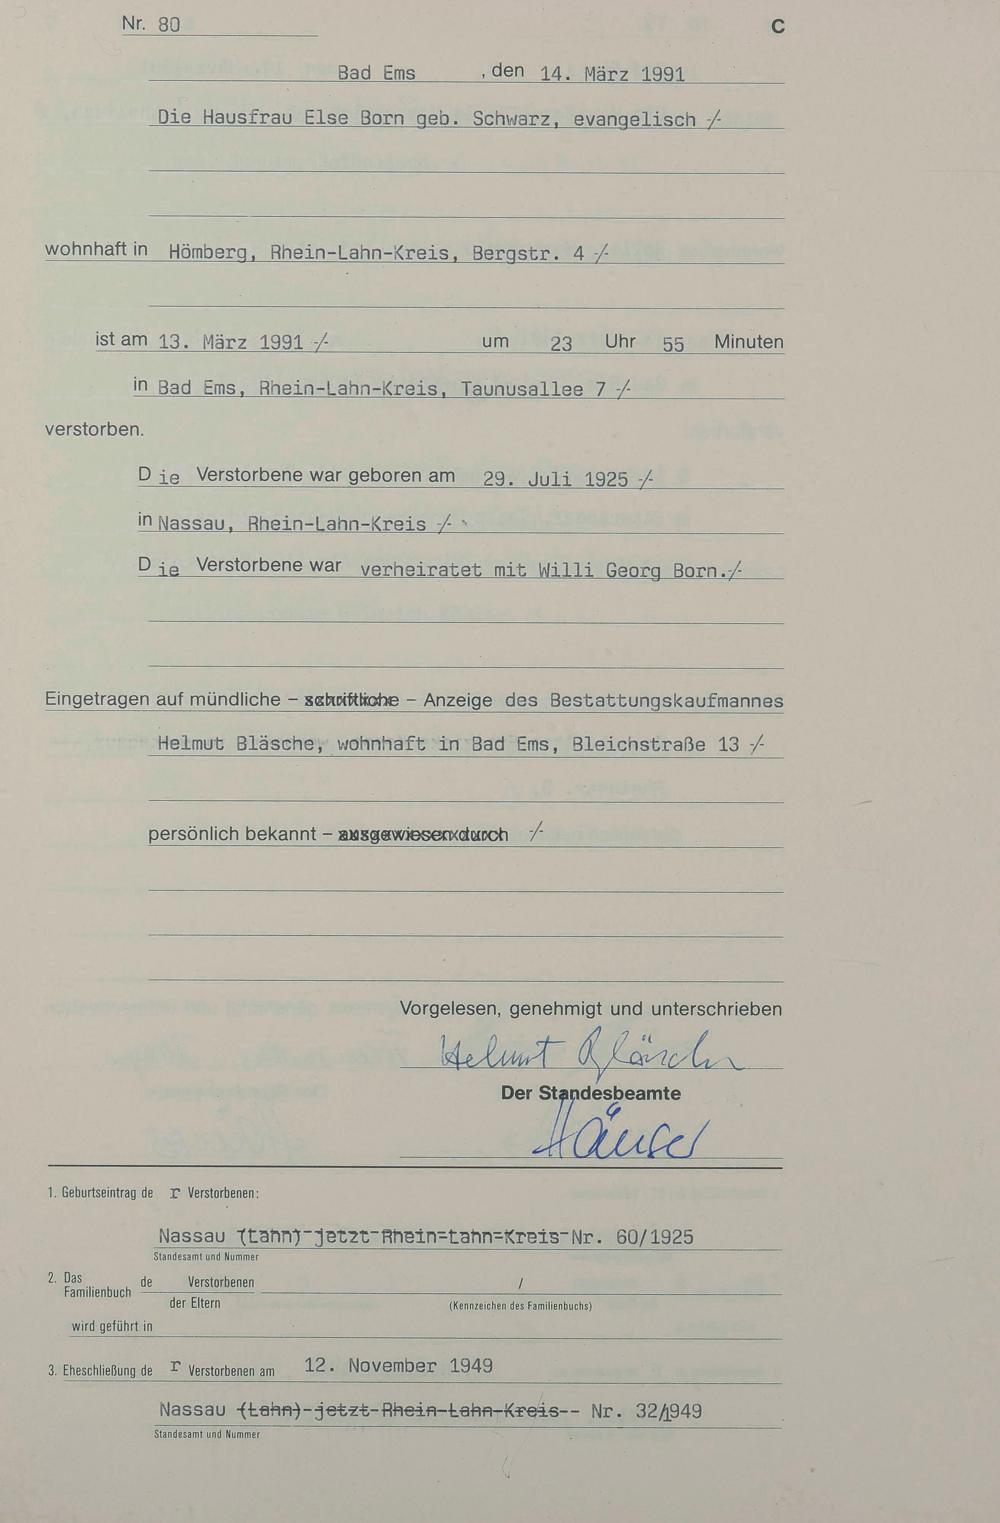 Nr. 80 C
Bad Ems , den 14. März 1991
Die Hausfrau Else Born geb. Schwarz, evangelisch -/-
wohnhaft in Hömberg, Rhein-Lahn-Kreis, Bergstr. 4 -/-
ist am 13. März 1991 -/- um 23 Uhr 55 Minuten
in Bad Ems, Rhein-Lahn-Kreis, Taunusallee 7 -/-
verstorben.
Die Verstorbene war geboren am 29. Juli 1925 -/-
in Nassau, Rhein-Lahn-Kreis -/-
Die Verstorbene war verheiratet mit Willi Georg Born.-/-
Eingetragen auf mündliche – schriftliche – Anzeige des Bestattungskaufmannes
Helmut Bläsche, wohnhaft in Bad Ems, Bleichstraße 13 -/-
persönlich bekannt – ausgewiesen durch -/-
Vorgelesen, genehmigt und unterschrieben
Helmut Bläsche
Der Standesbeamte
Häuser
1. Geburtseintrag de r Verstorbenen:
Nassau (Lahn)-jetzt-Rhein-Lahn-Kreis-Nr. 60/1925
Standesamt und Nummer
2. Das Familienbuch de Verstorbenen /
der Eltern (Kennzeichen des Familienbuchs)
wird geführt in
3. Eheschließung de r Verstorbenen am 12. November 1949
Nassau (Lahn)-jetzt-Rhein-Lahn-Kreis-- Nr. 32/1949
Standesamt und Nummer